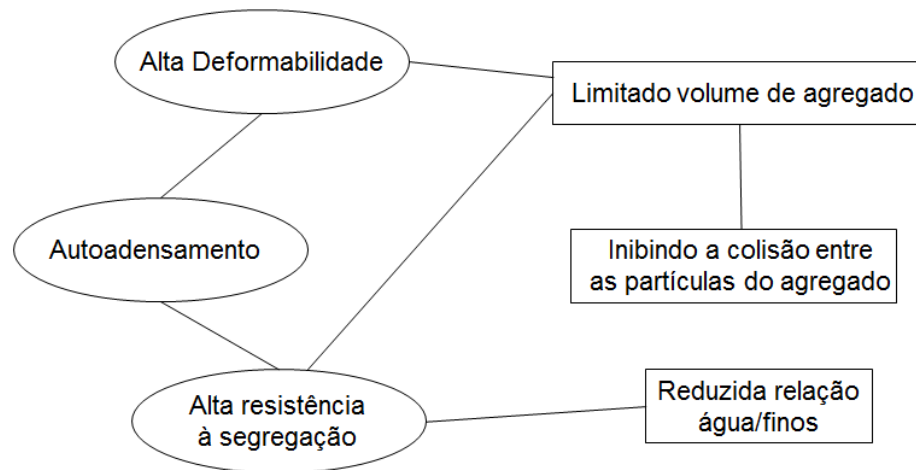 Alta Deformabilidade
Limitado volume de agregado
Autoadensamento
Inibindo a colisão entre
as partículas do agregado
Alta resistência
à segregação
Reduzida relação
água/finos